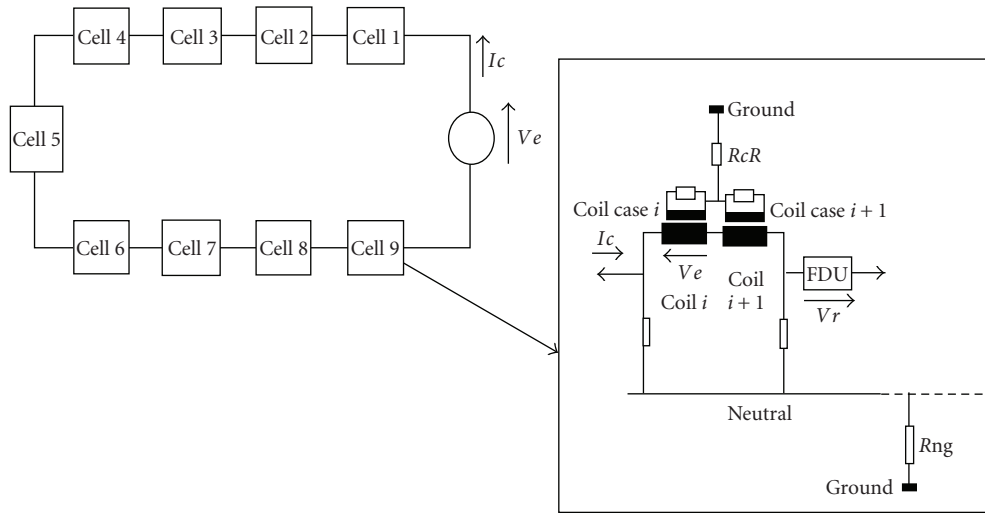 Cell 4
Cell 3
Cell 2
Cell 1
Ic
Cell 5
Ve
Cell 6
Cell 7
Cell 8
Cell 9
Ground
RcR
Coil case i
Coil case i + 1
Ic
Ve
Coil
i + 1
Coil i
FDU
Vr
Neutral
Rng
Ground